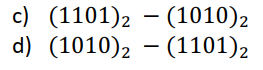 c) (1101)₂ − (1010)₂
d) (1010)₂ − (1101)₂